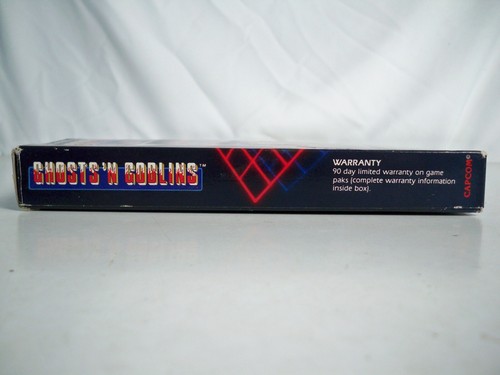 GHOSTS 'N GOBLINS™
WARRANTY
90 day limited warranty on game
paks (complete warranty information
inside box).
CAPCOM®